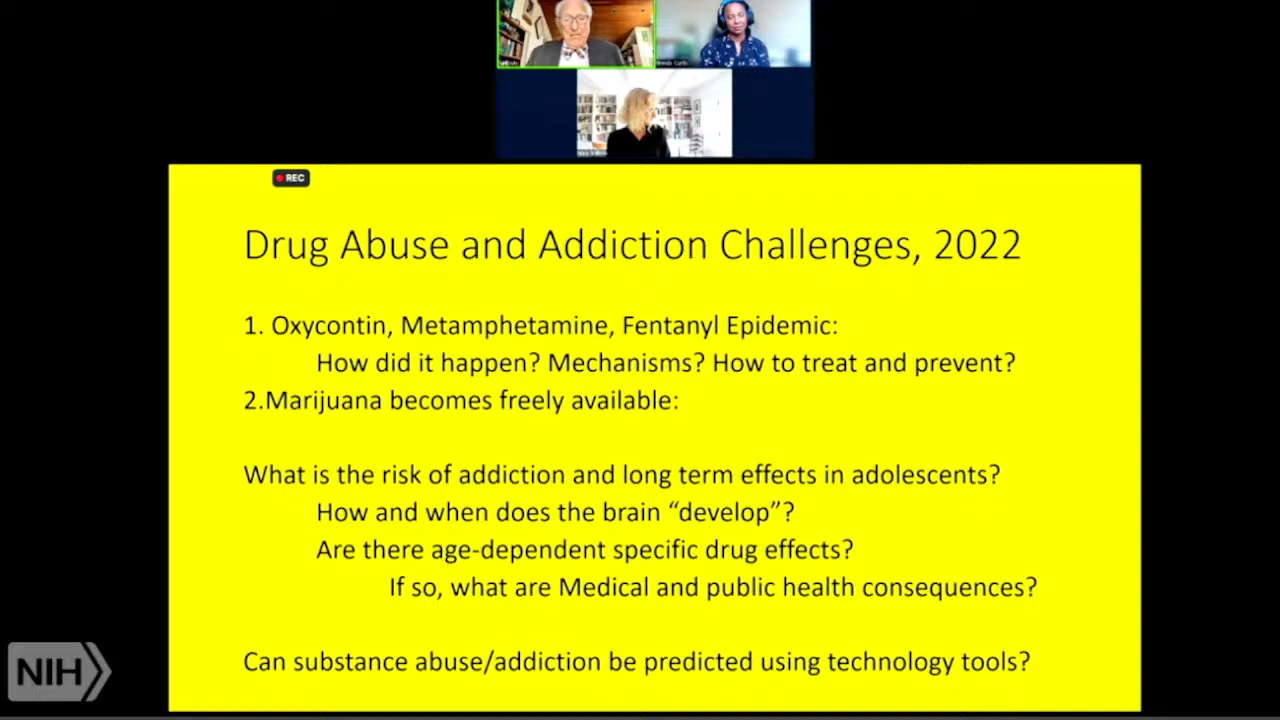 REC
Drug Abuse and Addiction Challenges, 2022
1. Oxycontin, Metamphetamine, Fentanyl Epidemic:
How did it happen? Mechanisms? How to treat and prevent?
2.Marijuana becomes freely available:
What is the risk of addiction and long term effects in adolescents?
How and when does the brain “develop”?
Are there age-dependent specific drug effects?
If so, what are Medical and public health consequences?
Can substance abuse/addiction be predicted using technology tools?
NIH